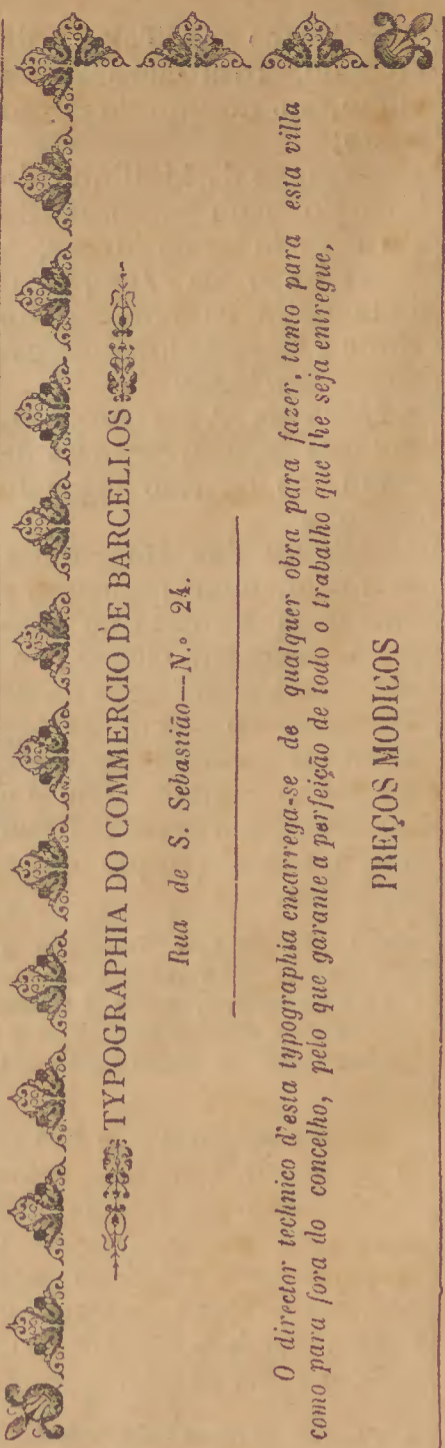 TYPOGRAPHIA DO COMMERCIO DE BARCELLOS
Rua de S. Sebastião—N.º 24.
O director technico d'esta typographia encarrega-se de qualquer obra para fazer, tanto para esta villa
como para fora do concelho, pelo que garante a perfeição de todo o trabalho que lhe seja entregue,
PREÇOS MODICOS